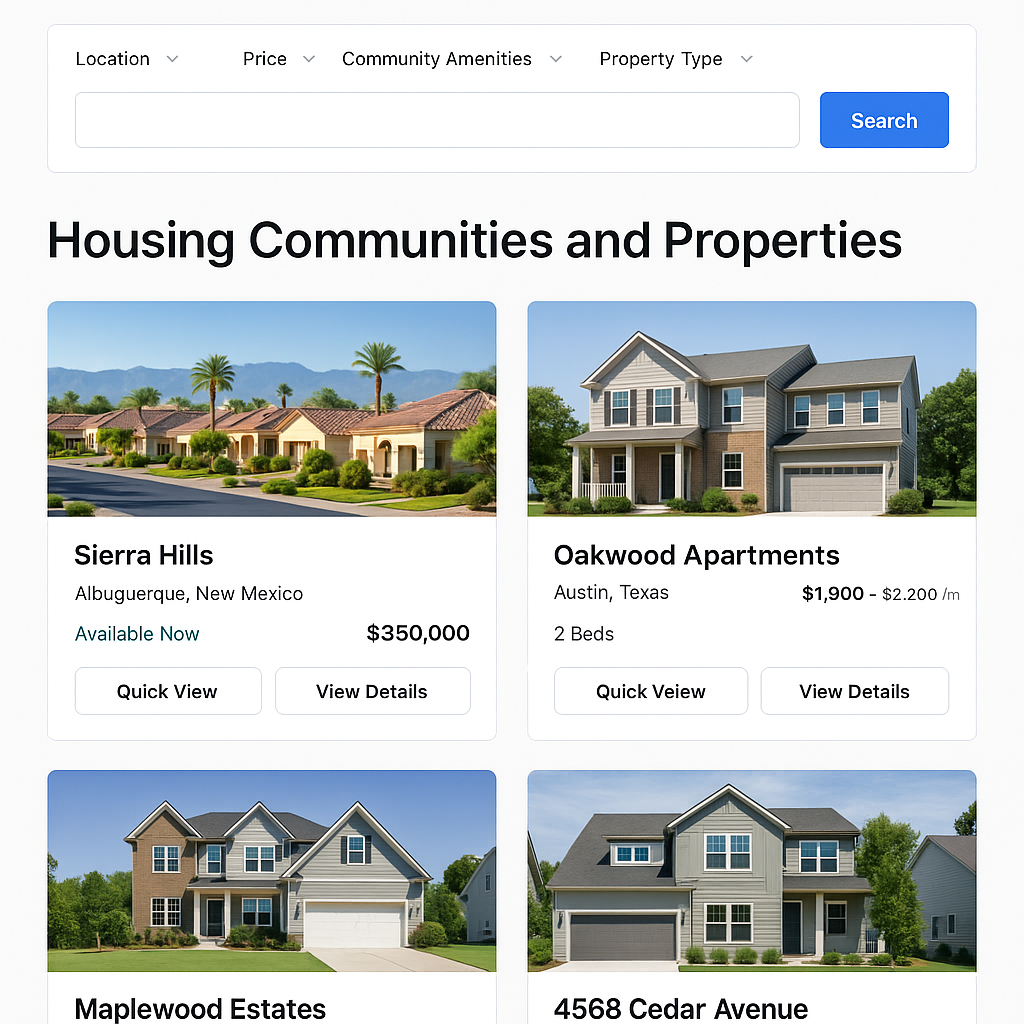 Location Price Community Amenities Property Type
Search
Housing Communities and Properties
Sierra Hills
Albuguerque, New Mexico
Available Now $350,000
Quick View View Details
Oakwood Apartments
Austin, Texas $1,900 - $2.200 /m
2 Beds
Quick Veiew View Details
Maplewood Estates
4568 Cedar Avenue